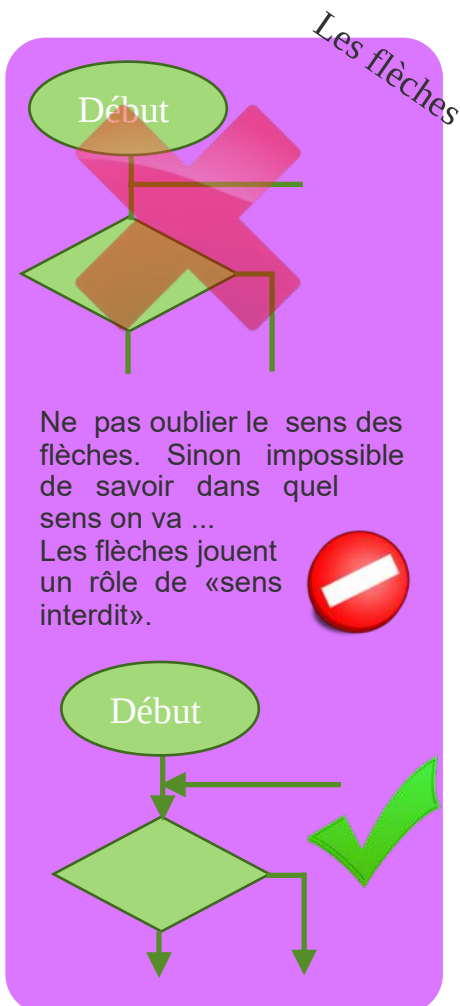 Les flèches
Début
Ne pas oublier le sens des
flèches. Sinon impossible
de savoir dans quel
sens on va ...
Les flèches jouent
un rôle de «sens
interdit».
Début